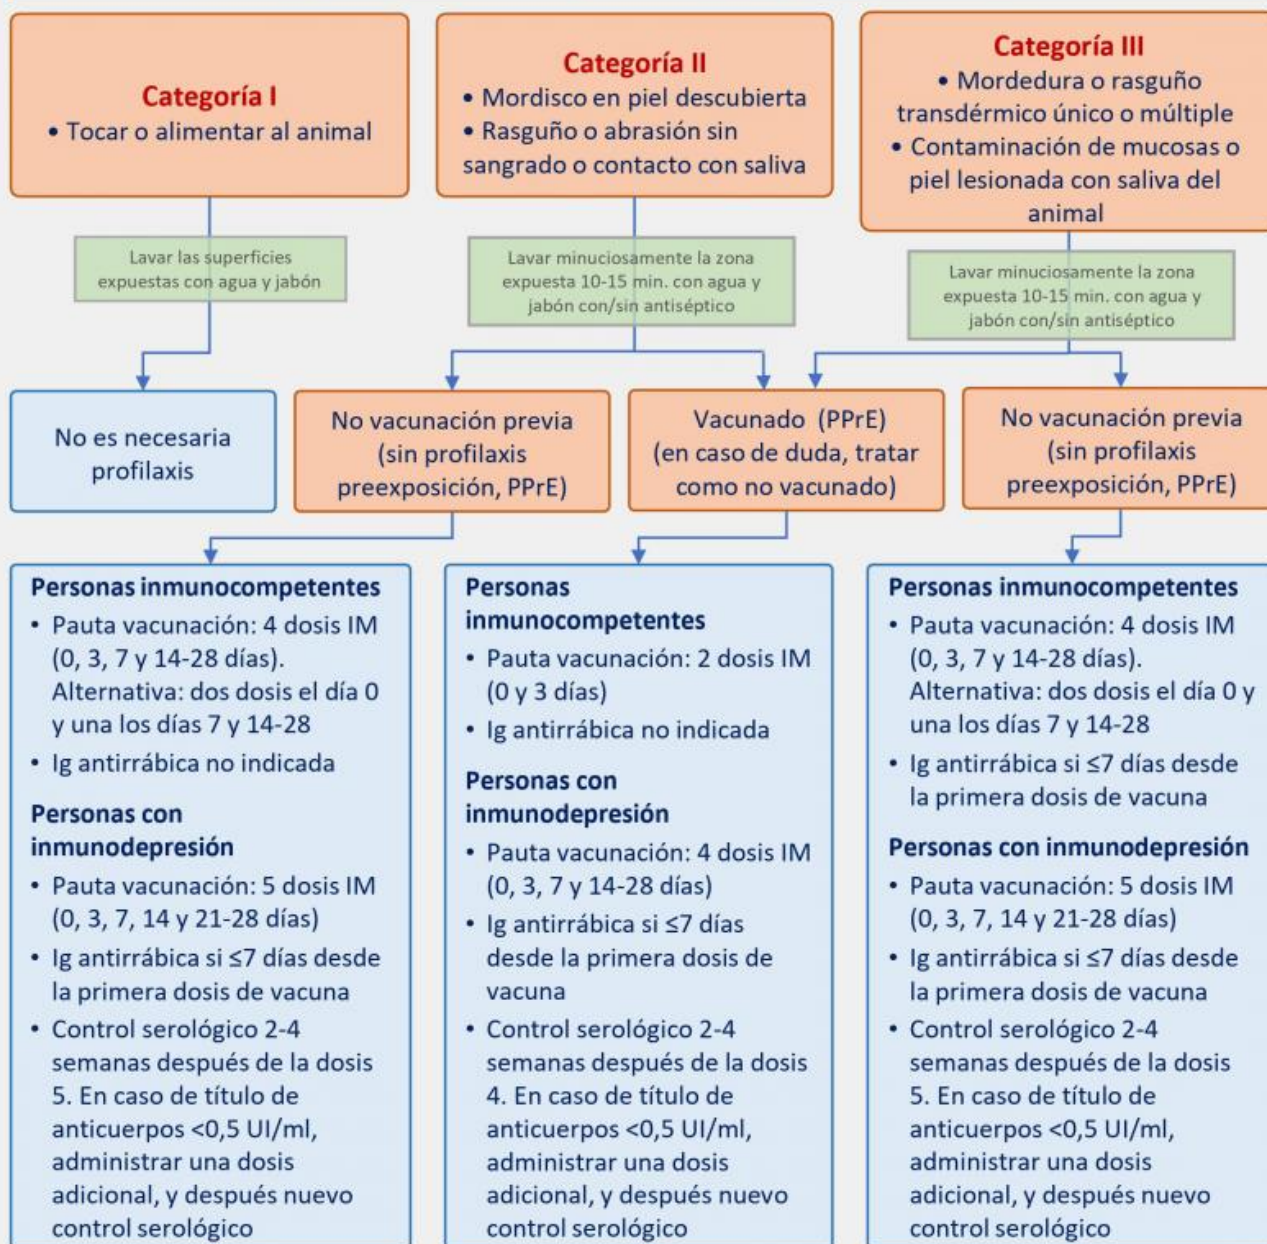 Categoría I
• Tocar o alimentar al animal
Categoría II
• Mordisco en piel descubierta
• Rasguño o abrasión sin
sangrado o contacto con saliva
Categoría III
• Mordedura o rasguño
transdérmico único o múltiple
• Contaminación de mucosas o
piel lesionada con saliva del
animal
Lavar las superficies
expuestas con agua y jabón
Lavar minuciosamente la zona
expuesta 10-15 min. con agua y
jabón con/sin antiséptico
Lavar minuciosamente la zona
expuesta 10-15 min. con agua y
jabón con/sin antiséptico
No es necesaria
profilaxis
No vacunación previa
(sin profilaxis
preexposición, PPrE)
Vacunado (PPrE)
(en caso de duda, tratar
como no vacunado)
No vacunación previa
(sin profilaxis
preexposición, PPrE)
Personas inmunocompetentes
• Pauta vacunación: 4 dosis IM
(0, 3, 7 y 14-28 días).
Alternativa: dos dosis el día 0
y una los días 7 y 14-28
• Ig antirrábica no indicada
Personas con
inmunodepresión
• Pauta vacunación: 5 dosis IM
(0, 3, 7, 14 y 21-28 días)
• Ig antirrábica si ≤7 días desde
la primera dosis de vacuna
• Control serológico 2-4
semanas después de la dosis
5. En caso de título de
anticuerpos <0,5 UI/ml,
administrar una dosis
adicional, y después nuevo
control serológico
Personas
inmunocompetentes
• Pauta vacunación: 2 dosis IM
(0 y 3 días)
• Ig antirrábica no indicada
Personas con
inmunodepresión
• Pauta vacunación: 4 dosis IM
(0, 3, 7 y 14-28 días)
• Ig antirrábica si ≤7 días
desde la primera dosis de
vacuna
• Control serológico 2-4
semanas después de la dosis
4. En caso de título de
anticuerpos <0,5 UI/ml,
administrar una dosis
adicional, y después nuevo
control serológico
Personas inmunocompetentes
• Pauta vacunación: 4 dosis IM
(0, 3, 7 y 14-28 días).
Alternativa: dos dosis el día 0 y
una los días 7 y 14-28
• Ig antirrábica si ≤7 días desde
la primera dosis de vacuna
Personas con inmunodepresión
• Pauta vacunación: 5 dosis IM
(0, 3, 7, 14 y 21-28 días)
• Ig antirrábica si ≤7 días desde
la primera dosis de vacuna
• Control serológico 2-4
semanas después de la dosis
5. En caso de título de
anticuerpos <0,5 UI/ml,
administrar una dosis
adicional, y después nuevo
control serológico